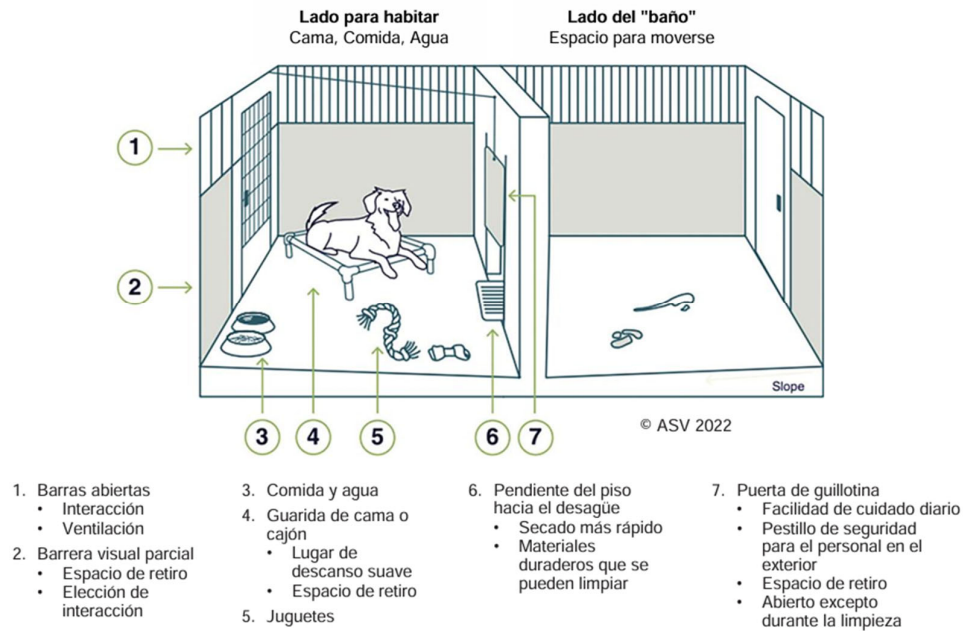 Lado para habitar
Cama, Comida, Agua
Lado del "baño"
Espacio para moverse
1
2
3
4
5
6
7
Slope
© ASV 2022
1. Barras abiertas
• Interacción
• Ventilación
2. Barrera visual parcial
• Espacio de retiro
• Elección de
interacción
3. Comida y agua
4. Guarida de cama o
cajón
• Lugar de
descanso suave
• Espacio de retiro
5. Juguetes
6. Pendiente del piso
hacia el desagüe
• Secado más rápido
• Materiales
duraderos que se
pueden limpiar
7. Puerta de guillotina
• Facilidad de cuidado diario
• Pestillo de seguridad
para el personal en el
exterior
• Espacio de retiro
• Abierto excepto
durante la limpieza